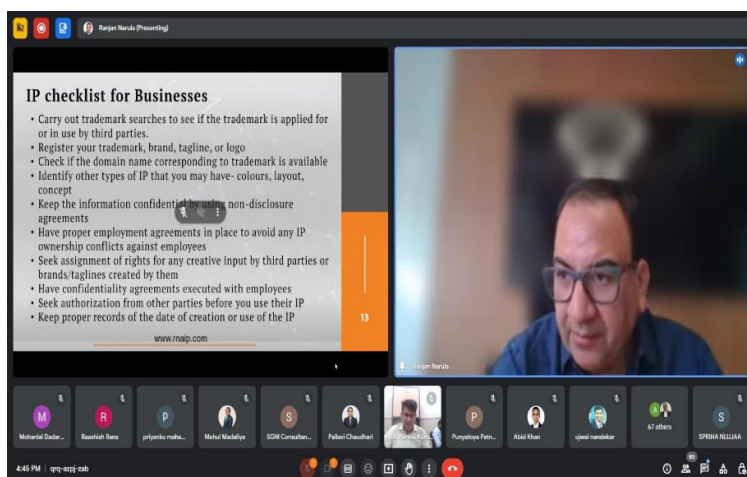 Ranjan Narula (Presenting)
IP checklist for Businesses
• Carry out trademark searches to see if the trademark is applied for
or in use by third parties.
• Register your trademark, brand, tagline, or logo
• Check if the domain name corresponding to trademark is available
• Identify other types of IP that you may have- colours, layout,
concept
• Keep the information confidential by using non-disclosure
agreements
• Have proper employment agreements in place to avoid any IP
ownership conflicts against employees
• Seek assignment of rights for any creative input by third parties or
brands/taglines created by them
• Have confidentiality agreements executed with employees
• Seek authorization from other parties before you use their IP
• Keep proper records of the date of creation or use of the IP
www.rnaip.com
13
Ranjan Narula
M
R
P
S
P
A
S
Mohantal Dadar...
Raashish Rana
priyanku maha...
Mehul Madaliya
SGM Consultan...
Pallavi Chaudhari
Punyatoya Patn...
Abid Khan
ujwal nandekar
67 others
SPRIHA NLUJAA
4:45 PM | qrq-azpj-zab
80